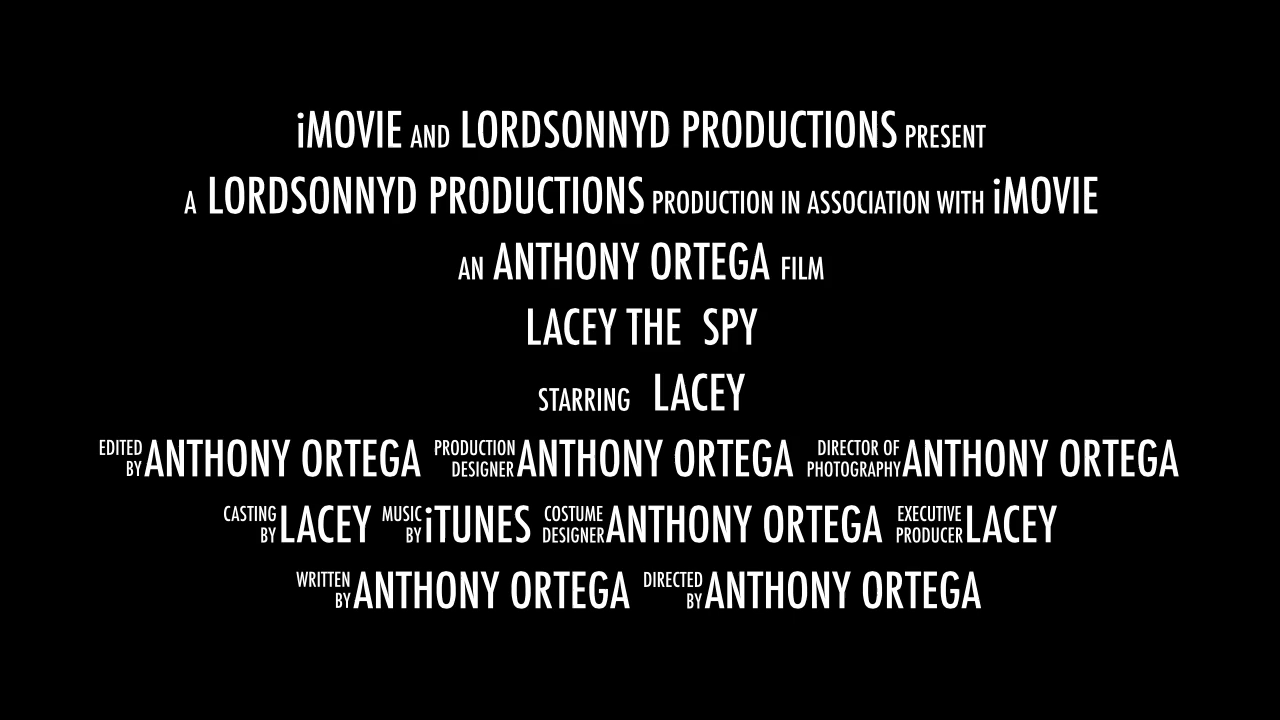 iMOVIE AND LORDSONNYD PRODUCTIONS PRESENT
A LORDSONNYD PRODUCTIONS PRODUCTION IN ASSOCIATION WITH iMOVIE
AN ANTHONY ORTEGA FILM
LACEY THE SPY
STARRING LACEY
EDITED BY ANTHONY ORTEGA PRODUCTION DESIGNER ANTHONY ORTEGA DIRECTOR OF PHOTOGRAPHY ANTHONY ORTEGA
CASTING BY LACEY MUSIC BY iTUNES COSTUME DESIGNER ANTHONY ORTEGA EXECUTIVE PRODUCER LACEY
WRITTEN BY ANTHONY ORTEGA DIRECTED BY ANTHONY ORTEGA